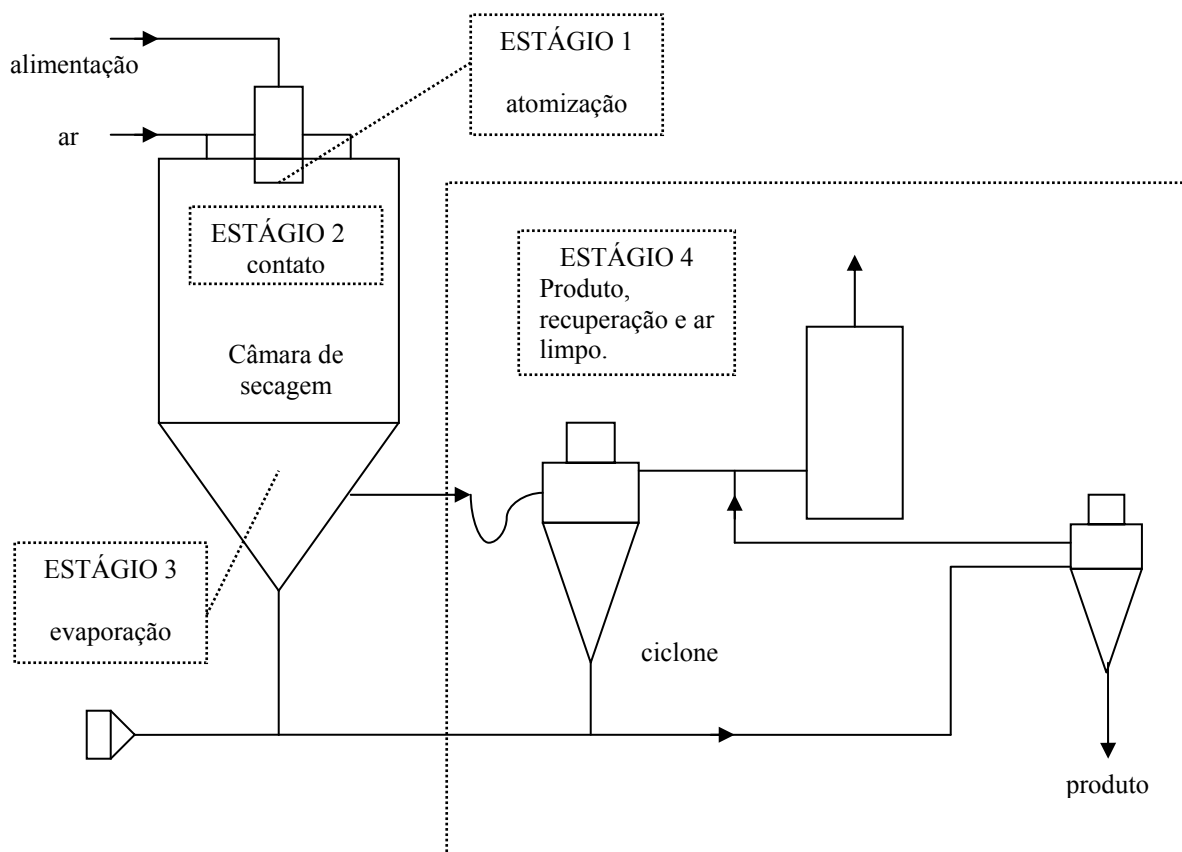 alimentação
ar
ESTÁGIO 1
atomização
ESTÁGIO 2
contato
Câmara de
secagem
ESTÁGIO 3
evaporação
ESTÁGIO 4
Produto,
recuperação e ar
limpo.
ciclone
produto